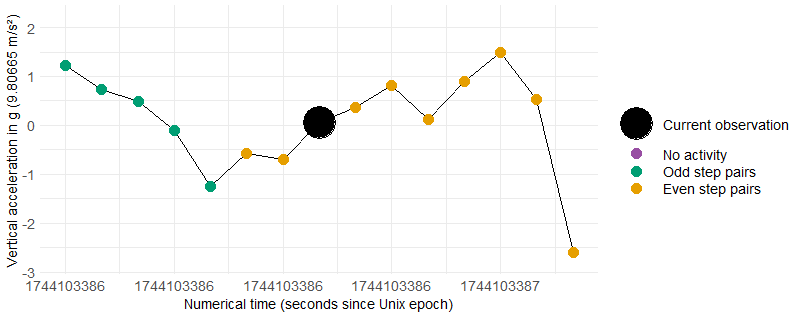 Vertical acceleration in g (9.80665 m/s²)
2
1
0
-1
-2
-3
1744103386 1744103386 1744103386 1744103386 1744103387
Numerical time (seconds since Unix epoch)
Current observation
No activity
Odd step pairs
Even step pairs